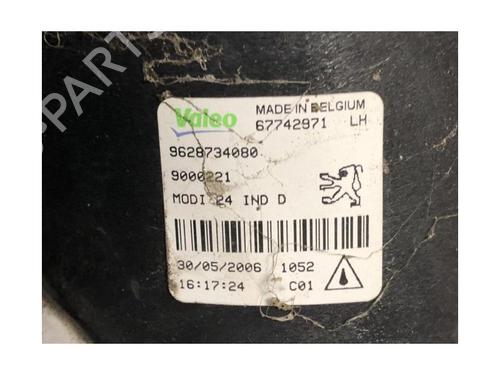 Valeo MADE IN BELGIUM
67742971 LH
9628734080
9000221
MODI 24 IND D
30/05/2006 1052
16:17:24 C01